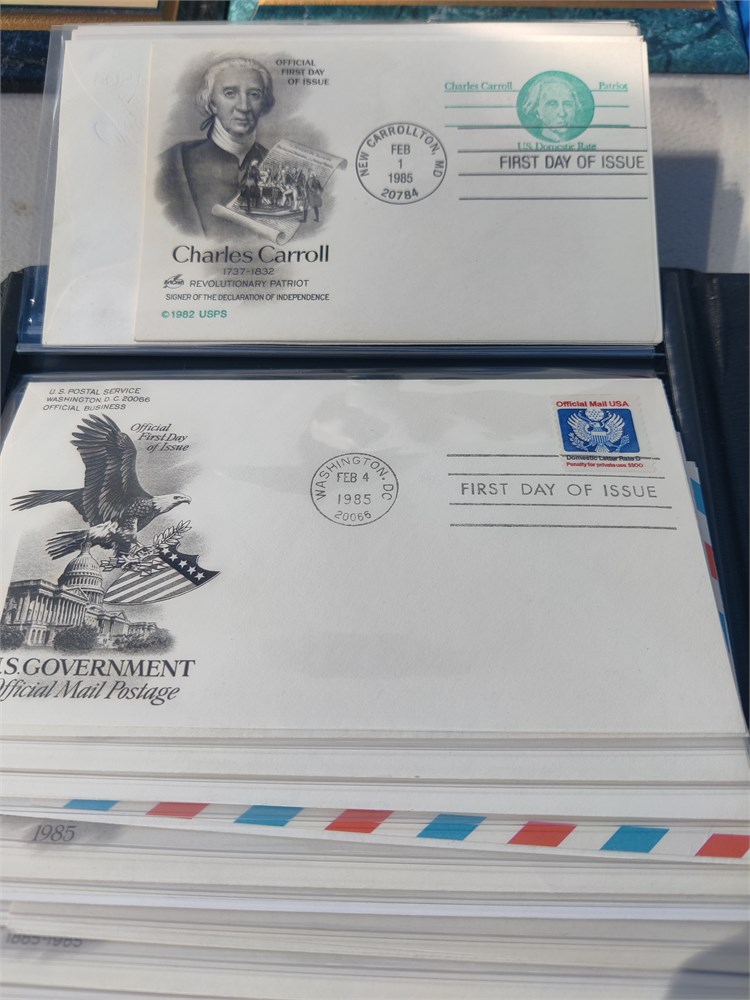 OFFICIAL
FIRST DAY
OF ISSUE
Charles Carroll Patriot
U.S. Domestic Rate
NEW CARROLLTON, MD
FEB
1
1985
20784
FIRST DAY OF ISSUE
Charles Carroll
1737-1832
REVOLUTIONARY PATRIOT
SIGNER OF THE DECLARATION OF INDEPENDENCE
©1982 USPS
U.S. POSTAL SERVICE
WASHINGTON, D.C. 20066
OFFICIAL BUSINESS
Official
First Day
of Issue
WASHINGTON, DC
FEB 4
1985
20066
Official Mail USA
Domestic Letter Rate D
Penalty for private use $300
FIRST DAY OF ISSUE
.S. GOVERNMENT
Official Mail Postage
1985
1885-1985